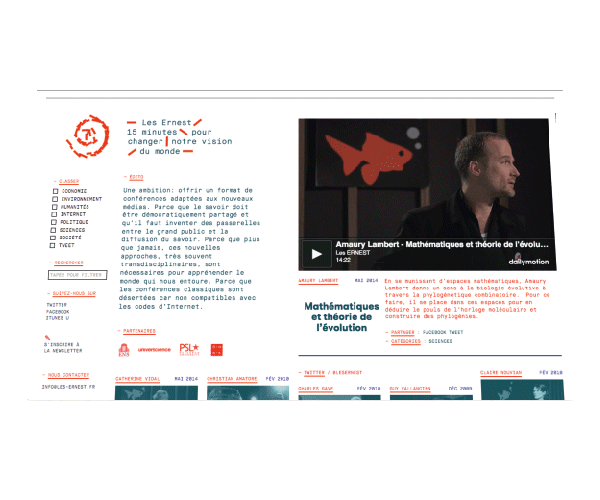 Les Ernest
15 minutes pour
changer notre vision
du monde
— CLASSER
ÉCONOMIE
ENVIRONNEMENT
HUMANITÉS
INTERNET
POLITIQUE
SCIENCES
SOCIÉTÉ
TWEET
RECHERCHER
TAPEZ POUR FILTRER
— SUIVEZ-NOUS SUR
TWITTER
FACEBOOK
ITUNES U
S'INSCRIRE À
LA NEWSLETTER
— NOUS CONTACTER
INFO@LES-ERNEST.FR
— EDITO
Une ambition: offrir un format de
conférences adaptées aux nouveaux
médias. Parce que le savoir doit
être démocratiquement partagé et
qu'il faut inventer des passerelles
entre le grand public et la
diffusion du savoir. Parce que plus
que jamais, ces nouvelles
approches, très souvent
transdisciplinaires, sont
nécessaires pour appréhender le
monde qui nous entoure. Parce que
les conférences classiques sont
désertées car non compatibles avec
les codes d'Internet.
— PARTENAIRES
ENS
universcience
PSL
CATHERINE VIDAL MAI 2014
CHRISTIAN AMATORE FÉV 2010
Amaury Lambert - Mathématiques et théorie de l'évolu...
Les ERNEST
14:22
dailymotion
AMAURY LAMBERT MAI 2014
Mathématiques
et théorie de
l'évolution
En se munissant d'espaces mathématiques, Amaury
Lambert donne un sens à la biologie évolutive à
travers la phylogénétique combinatoire. Pour ce
faire, il se place dans ces espaces pour en
déduire le pouls de l'horloge moléculaire et
construire des phylogénies.
— PARTAGER : FACEBOOK TWEET
— CATÉGORIES : SCIENCES
— TWITTER / @LESERNEST
CHARLES BAUF FÉV 2014
GUY VALLANCIEN DÉC 2009
CLAIRE NOUVIAN FÉV 2010